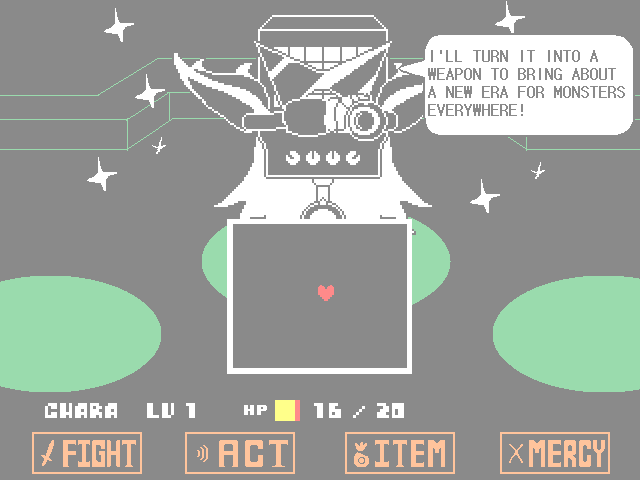 I'LL TURN IT INTO A
WEAPON TO BRING ABOUT
A NEW ERA FOR MONSTERS
EVERYWHERE!
CHARA LV 1 HP 16 / 20
FIGHT ACT ITEM MERCY